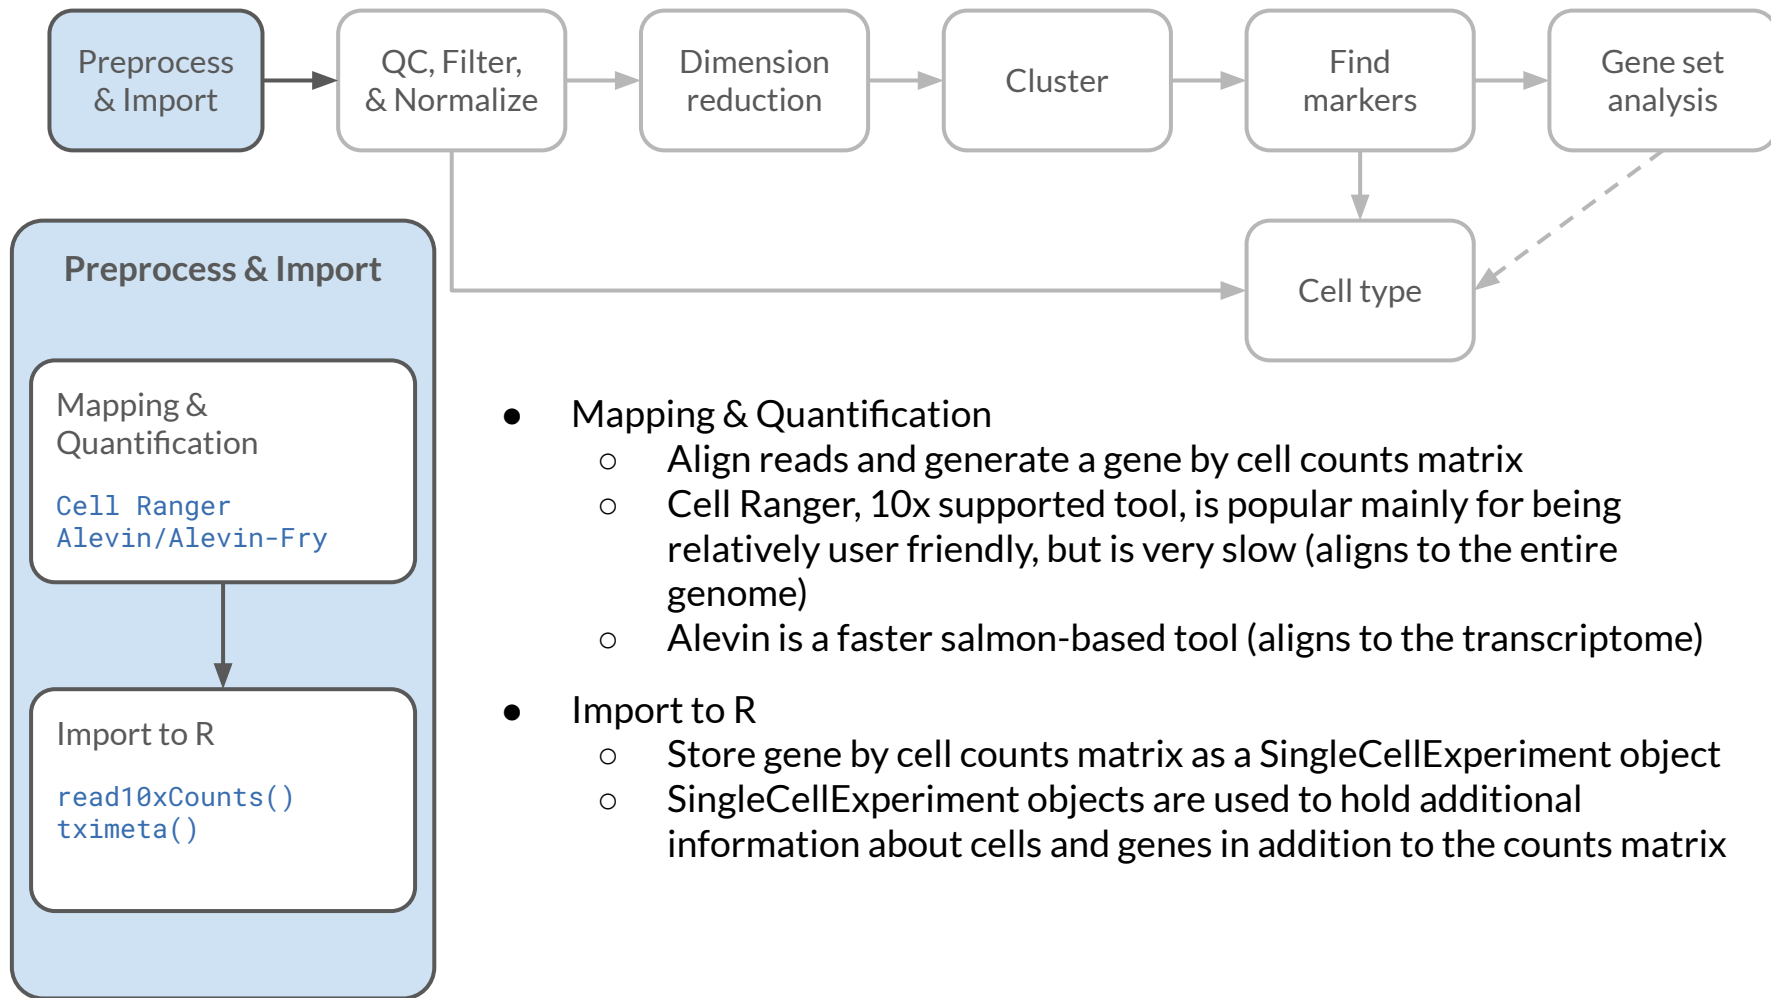 Preprocess
& Import
QC, Filter,
& Normalize
Dimension
reduction
Cluster
Find
markers
Gene set
analysis
Cell type
Preprocess & Import
Mapping &
Quantification
Cell Ranger
Alevin/Alevin-Fry
Import to R
read10xCounts()
tximeta()
● Mapping & Quantification
○ Align reads and generate a gene by cell counts matrix
○ Cell Ranger, 10x supported tool, is popular mainly for being
relatively user friendly, but is very slow (aligns to the entire
genome)
○ Alevin is a faster salmon-based tool (aligns to the transcriptome)
● Import to R
○ Store gene by cell counts matrix as a SingleCellExperiment object
○ SingleCellExperiment objects are used to hold additional
information about cells and genes in addition to the counts matrix